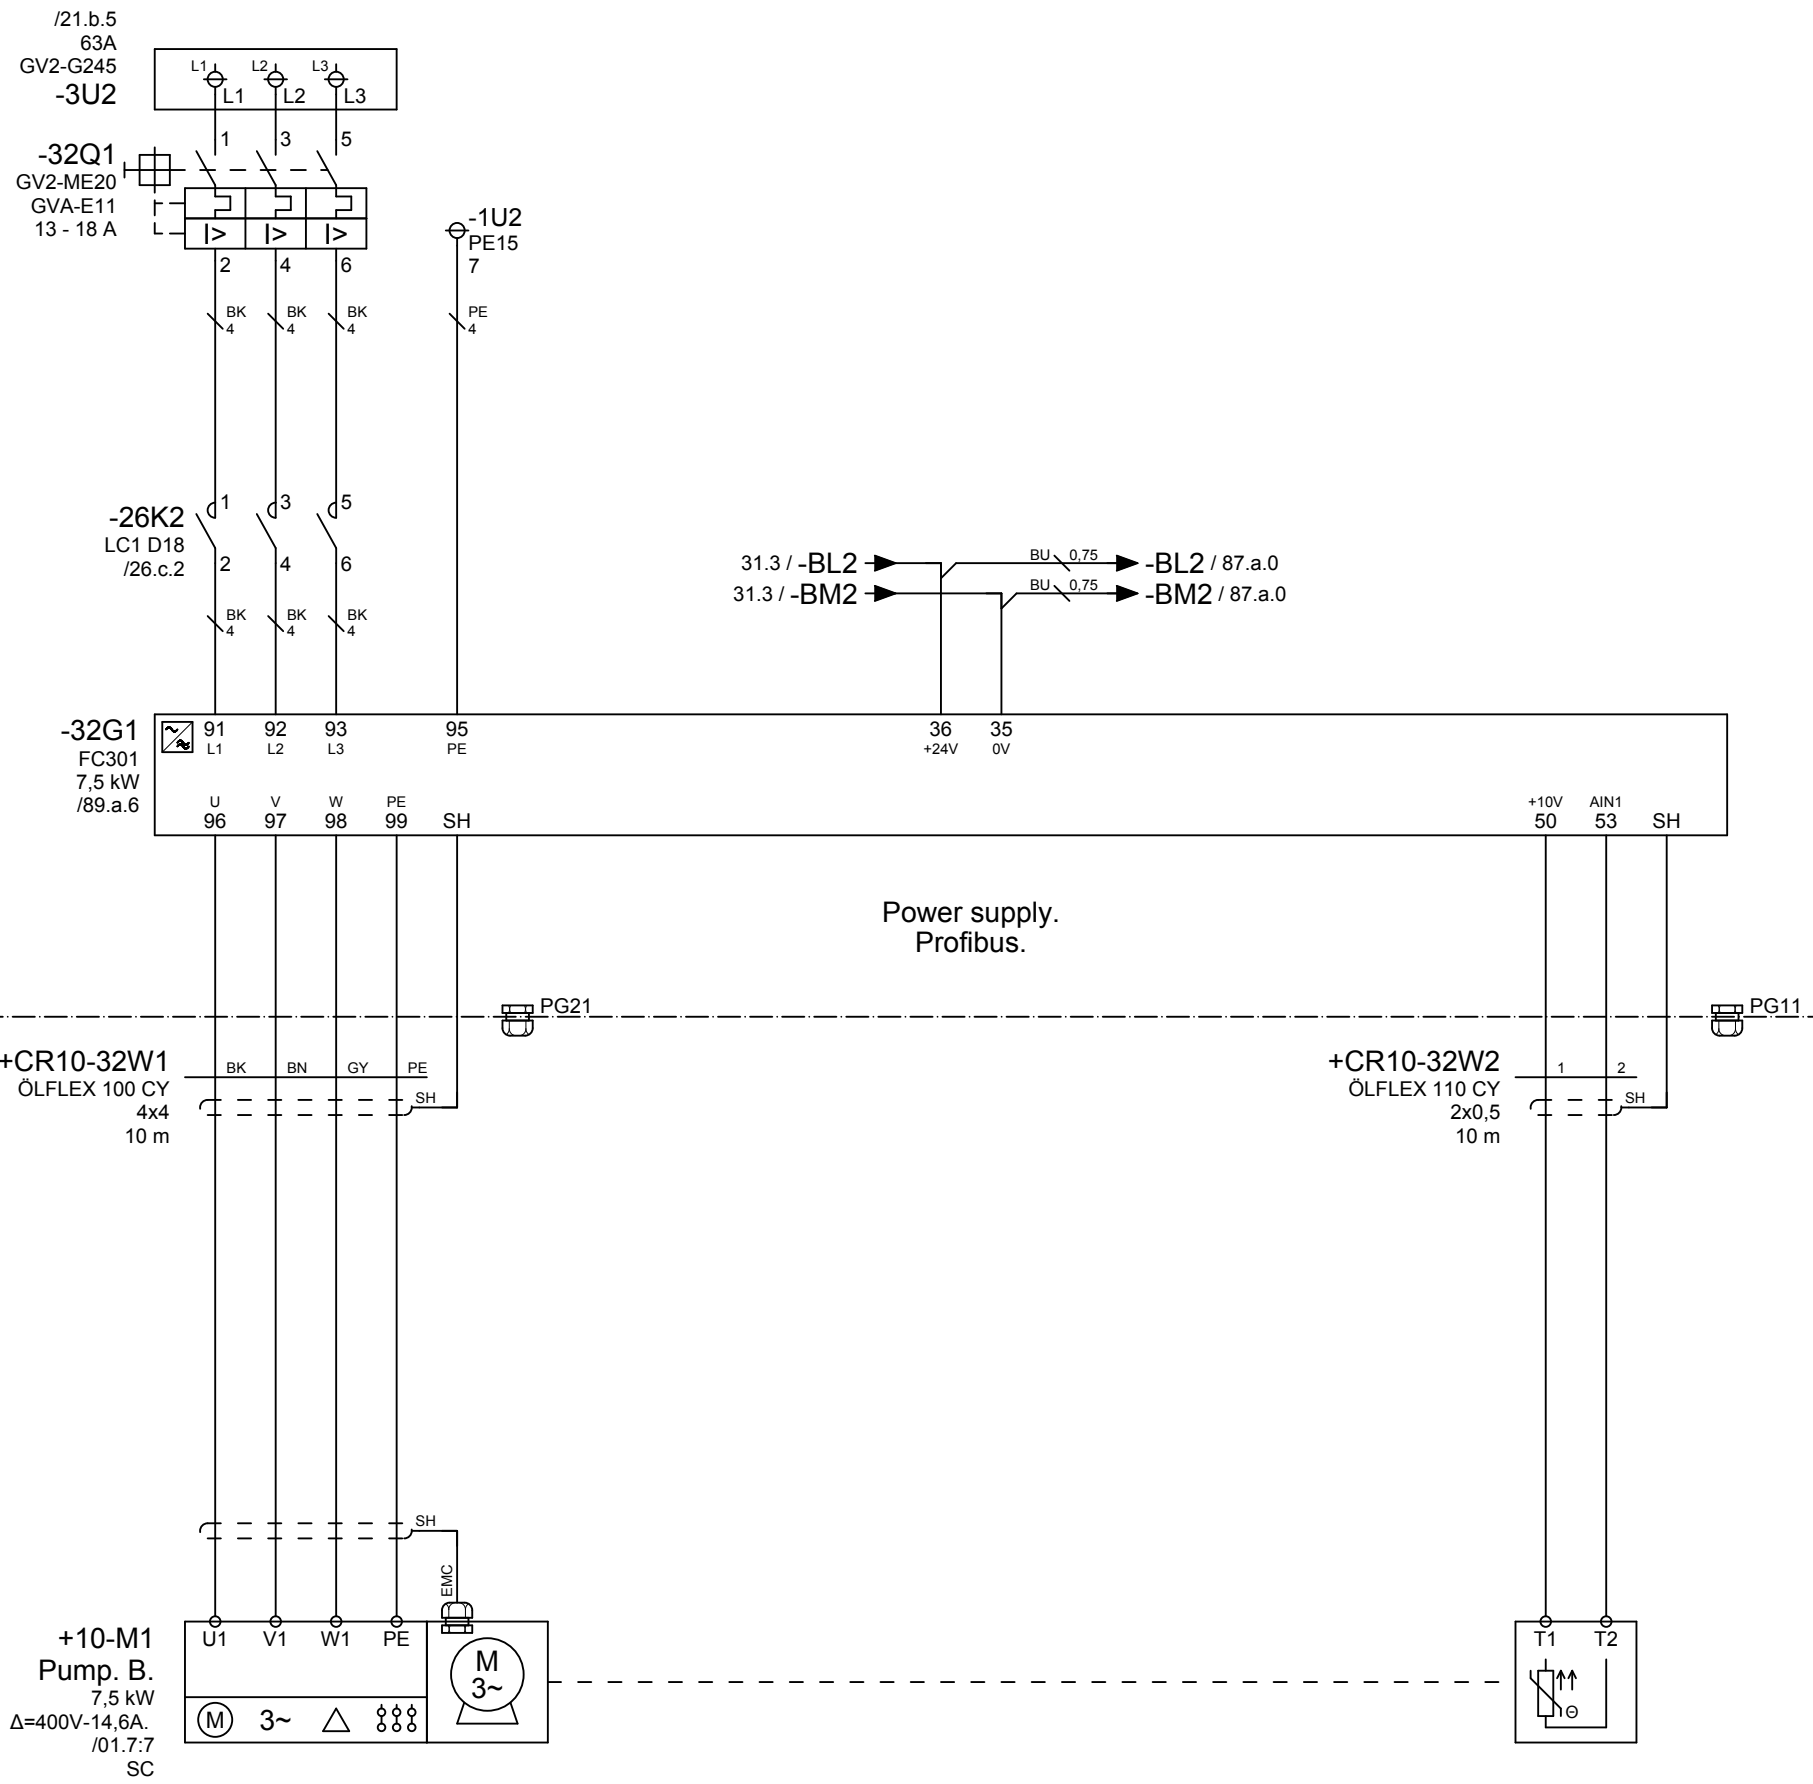 /21.b.5
63A
GV2-G245
-3U2
L1 L2 L3
L1 L2 L3
1 3 5
-32Q1
GV2-ME20
GVA-E11
13 - 18 A
I> I> I>
2 4 6
-1U2
PE15
7
BK BK BK PE
4 4 4 4
-26K2
LC1 D18
/26.c.2
1 3 5
2 4 6
BK BK BK
4 4 4
31.3 / -BL2 BU 0,75 -BL2 / 87.a.0
31.3 / -BM2 BU 0,75 -BM2 / 87.a.0
-32G1
FC301
7,5 kW
/89.a.6
91 92 93 95 36 35
L1 L2 L3 PE +24V 0V
U V W PE +10V AIN1
96 97 98 99 SH 50 53 SH
Power supply.
Profibus.
PG21 PG11
+CR10-32W1
ÖLFLEX 100 CY
4x4
10 m
BK BN GY PE
SH
+CR10-32W2
ÖLFLEX 110 CY
2x0,5
10 m
1 2
SH
SH
EMC
+10-M1
Pump. B.
7,5 kW
Δ=400V-14,6A.
/01.7:7
SC
U1 V1 W1 PE
M
3~
M 3~
T1 T2
Θ